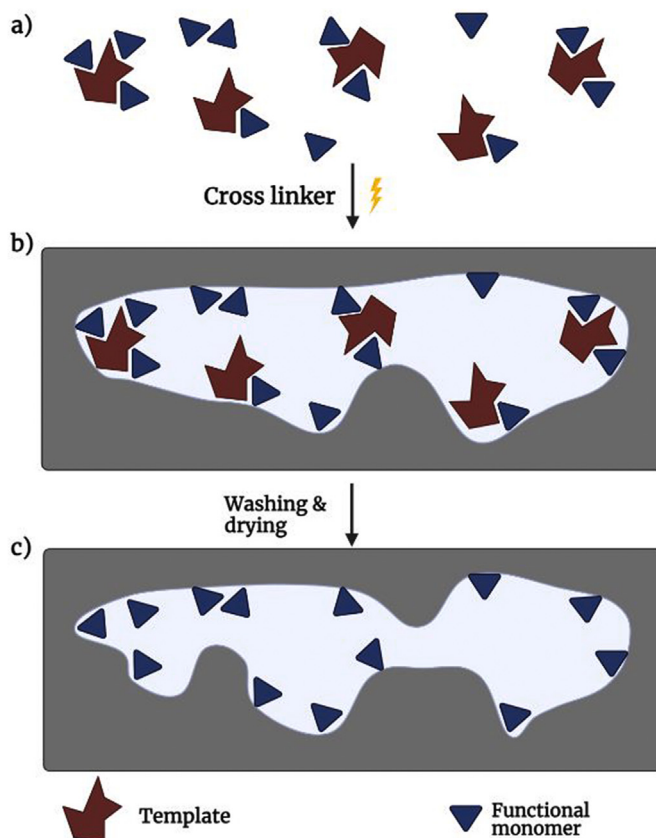 a)
Cross linker
b)
Washing &
drying
c)
Template
Functional
monomer